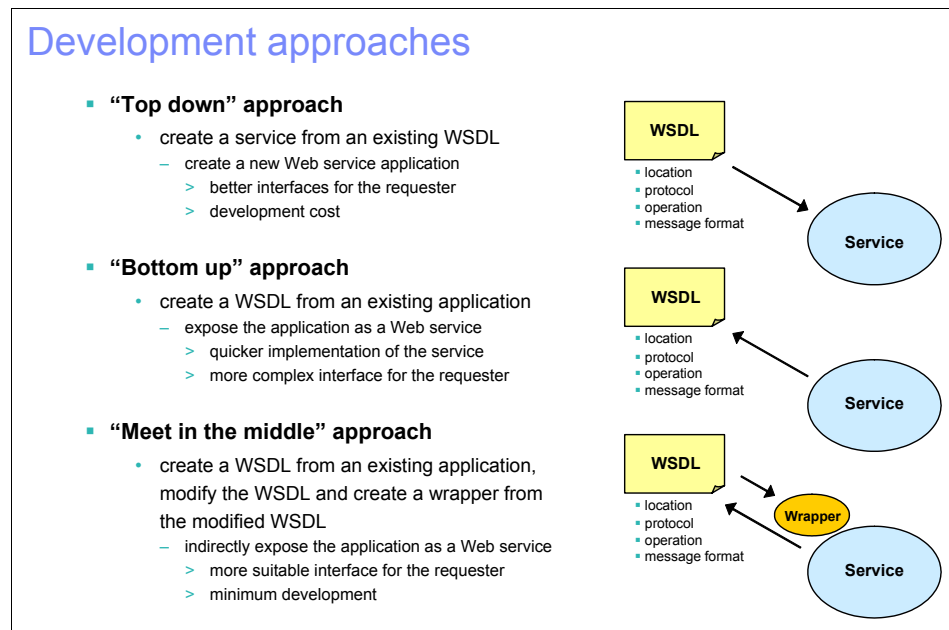 Development approaches
▪ “Top down” approach
• create a service from an existing WSDL
– create a new Web service application
> better interfaces for the requester
> development cost
WSDL
▪ location
▪ protocol
▪ operation
▪ message format
Service
▪ “Bottom up” approach
• create a WSDL from an existing application
– expose the application as a Web service
> quicker implementation of the service
> more complex interface for the requester
WSDL
▪ location
▪ protocol
▪ operation
▪ message format
Service
▪ “Meet in the middle” approach
• create a WSDL from an existing application,
modify the WSDL and create a wrapper from
the modified WSDL
– indirectly expose the application as a Web service
> more suitable interface for the requester
> minimum development
WSDL
▪ location
▪ protocol
▪ operation
▪ message format
Wrapper
Service